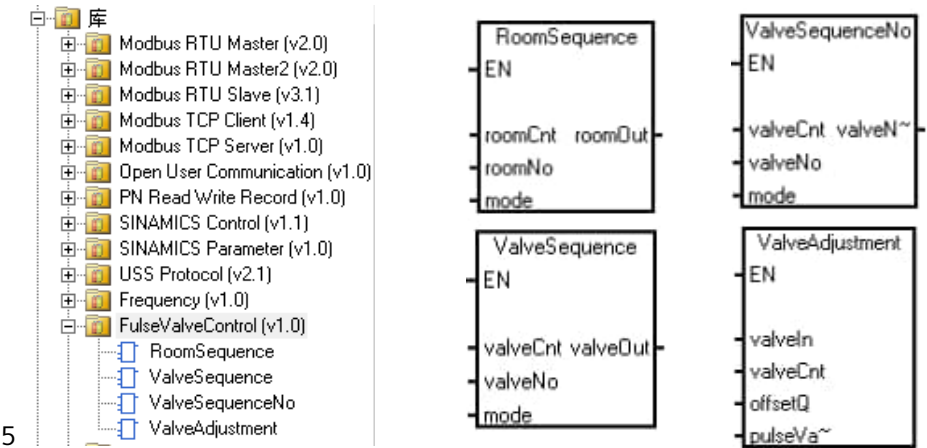 库
Modbus RTU Master (v2.0)
Modbus RTU Master2 (v2.0)
Modbus RTU Slave (v3.1)
Modbus TCP Client (v1.4)
Modbus TCP Server (v1.0)
Open User Communication (v1.0)
PN Read Write Record (v1.0)
SINAMICS Control (v1.1)
SINAMICS Parameter (v1.0)
USS Protocol (v2.1)
Frequency (v1.0)
FulseValveControl (v1.0)
RoomSequence
ValveSequence
ValveSequenceNo
ValveAdjustment
5
RoomSequence
EN
roomCnt roomOut
roomNo
mode
ValveSequenceNo
EN
valveCnt valveN~
valveNo
mode
ValveSequence
EN
valveCnt valveOut
valveNo
mode
ValveAdjustment
EN
valveIn
valveCnt
offsetQ
pulseVa~